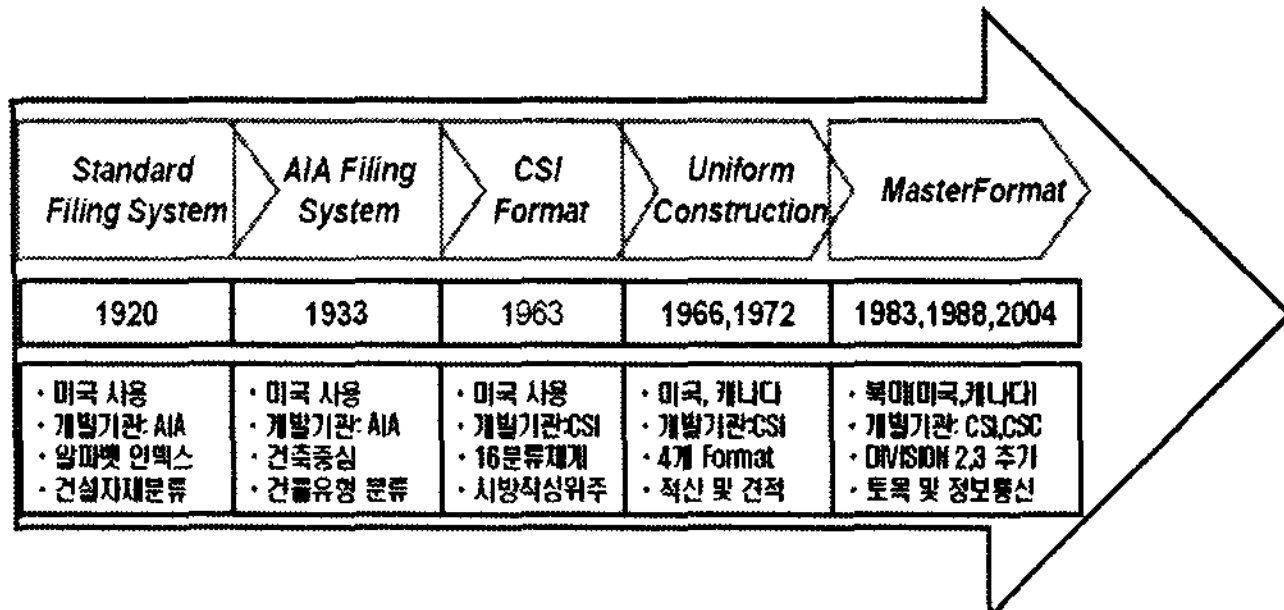 Standard
Filing System
AIA Filing
System
CSI
Format
Uniform
Construction
MasterFormat
1920
1933
1963
1966,1972
1983,1988,2004
· 미국 사용
· 개발기관: AIA
· 알파벳 인덱스
· 건설자재분류
· 미국 사용
· 개발기관: AIA
· 건축중심
· 건물유형 분류
· 미국 사용
· 개발기관:CSI
· 16분류체계
· 시방작성위주
· 미국, 캐나다
· 개발기관:CSI
· 4개 Format
· 적산 및 견적
· 북미(미국,캐나다)
· 개발기관: CSI,CSC
· DIVISION 2,3 추가
· 토목 및 정보통신